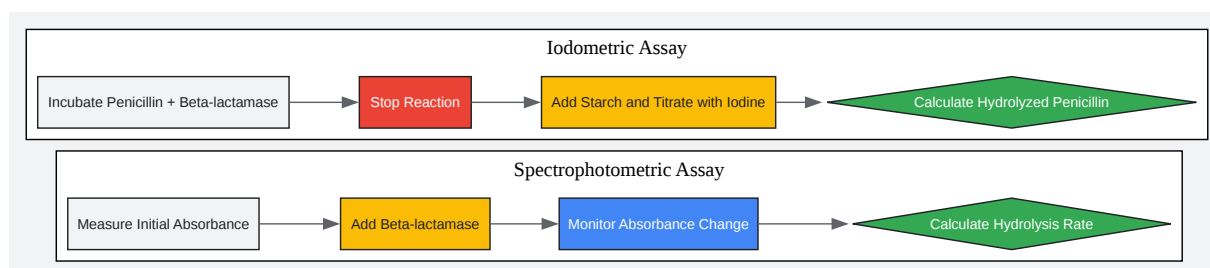 Iodometric Assay
Incubate Penicillin + Beta-lactamase
Stop Reaction
Add Starch and Titrate with Iodine
Calculate Hydrolyzed Penicillin
Spectrophotometric Assay
Measure Initial Absorbance
Add Beta-lactamase
Monitor Absorbance Change
Calculate Hydrolysis Rate